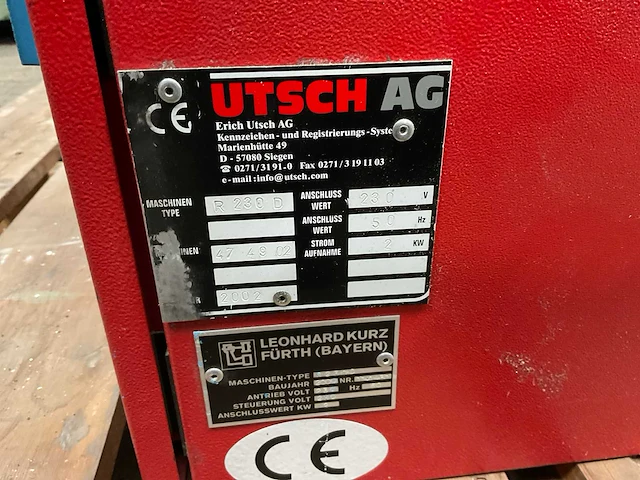 CE
UTSCH AG
Erich Utsch AG
Kennzeichen - und Registrierungs - Syste
Marienhütte 49
D - 57080 Siegen
☎ 0271/3191-0 Fax 0271/3 19 11 03
e - mail : info@utsch.com
MASCHINEN TYPE R 230 B
ANSCHLUSS WERT 230 V
ANSCHLUSS WERT 50 Hz
STROM AUFNAHME 2 KW
2002
LEONHARD KURZ
FÜRTH (BAYERN)
MASCHINEN-TYPE
BAUJAHR NR.
ANTRIEB VOLT Hz
STEUERUNG VOLT
ANSCHLUSSWERT KW
CE